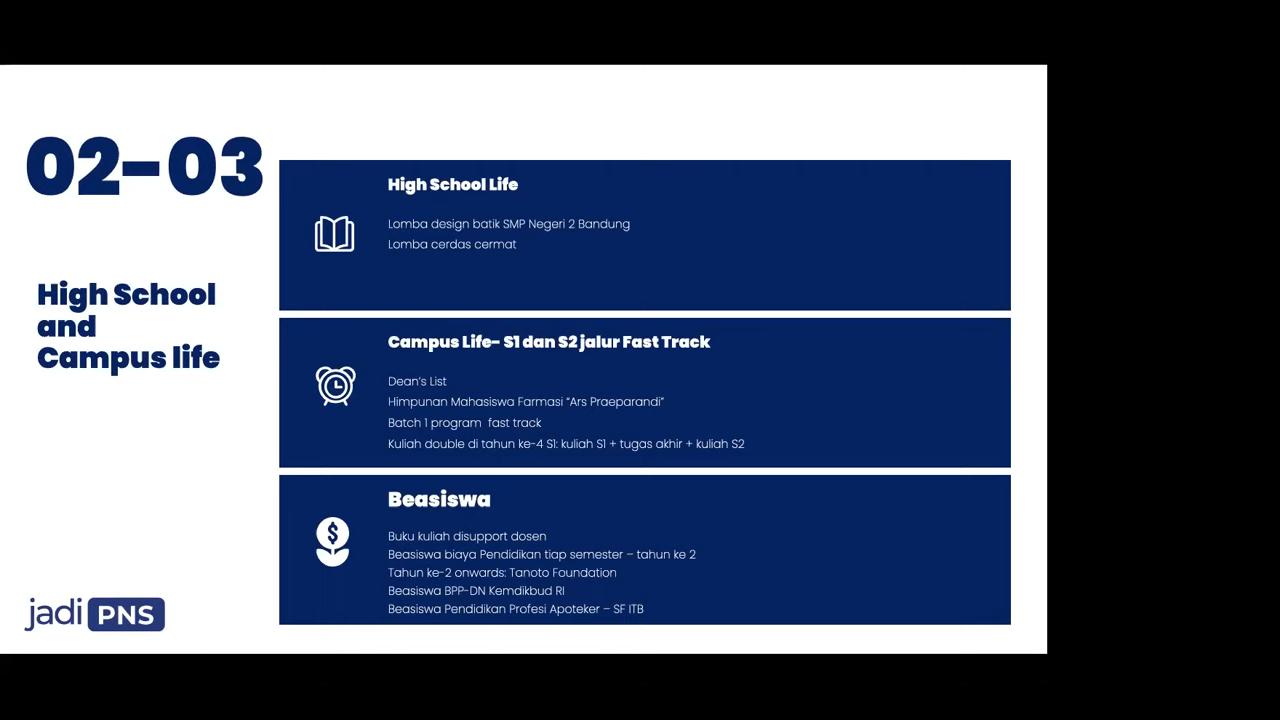 02-03
High School
and
Campus life
High School Life
Lomba design batik SMP Negeri 2 Bandung
Lomba cerdas cermat
Campus Life- S1 dan S2 jalur Fast Track
Dean's List
Himpunan Mahasiswa Farmasi “Ars Praeparandi”
Batch 1 program  fast track
Kuliah double di tahun ke-4 S1: kuliah S1 + tugas akhir + kuliah S2
Beasiswa
Buku kuliah disupport dosen
Beasiswa biaya Pendidikan tiap semester – tahun ke 2
Tahun ke-2 onwards: Tanoto Foundation
Beasiswa BPP-DN Kemdikbud RI
Beasiswa Pendidikan Profesi Apoteker – SF ITB
jadi PNS